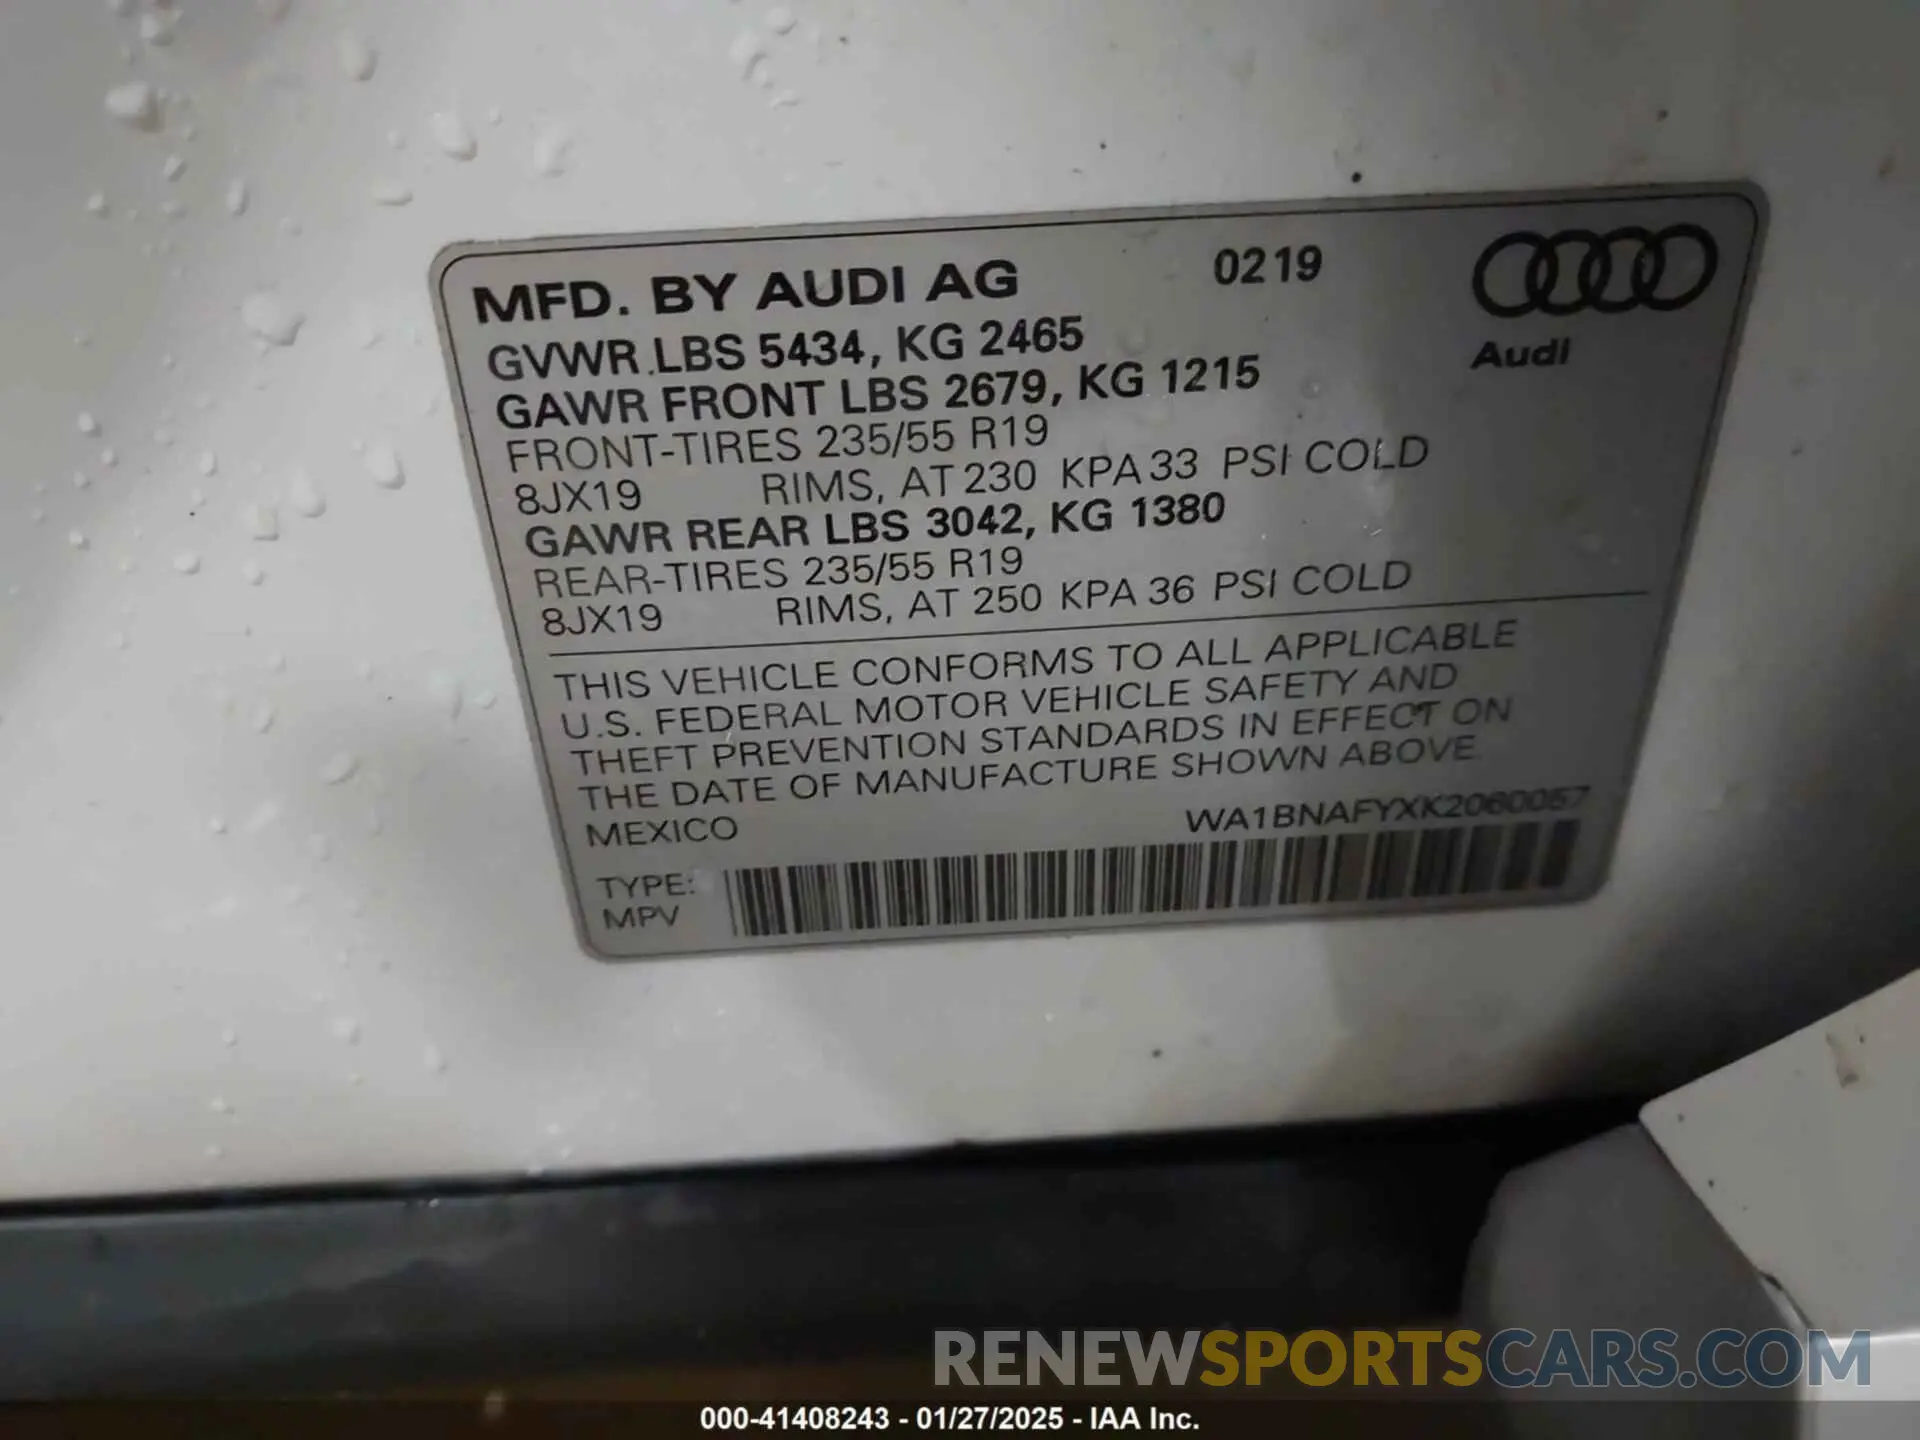 MFD. BY AUDI AG 0219
Audi
GVWR LBS 5434, KG 2465
GAWR FRONT LBS 2679, KG 1215
FRONT-TIRES 235/55 R19
8JX19 RIMS, AT 230 KPA 33 PSI COLD
GAWR REAR LBS 3042, KG 1380
REAR-TIRES 235/55 R19
8JX19 RIMS, AT 250 KPA 36 PSI COLD
THIS VEHICLE CONFORMS TO ALL APPLICABLE
U.S. FEDERAL MOTOR VEHICLE SAFETY AND
THEFT PREVENTION STANDARDS IN EFFECT ON
THE DATE OF MANUFACTURE SHOWN ABOVE.
MEXICO WA1BNAFYXK2060057
TYPE:
MPV
RENEWSPORTSCARS.COM
000-41408243 - 01/27/2025 - IAA Inc.